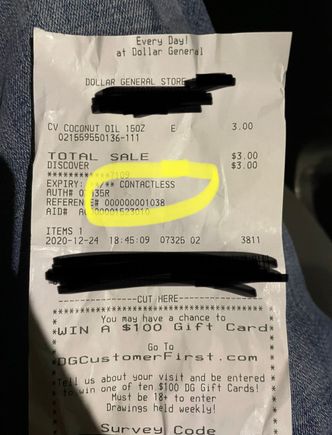 Every Day!
at Dollar General
DOLLAR GENERAL STORE
CV COCONUT OIL 15OZ E 3.00
021559550136-111
TOTAL SALE $3.00
DISCOVER $3.00
EXPIRY: **/** CONTACTLESS
AUTH#
REFERENCE# 000000001038
AID#
ITEMS 1
2020-12-24 18:45:09 07326 02 3811
CUT HERE
You may have a chance to
WIN A $100 Gift Card
Go To
DGCustomerFirst.com
Tell us about your visit and be entered
to win one of ten $100 DG Gift Cards!
Must be 18+ to enter
Drawings held weekly!
Survey Code